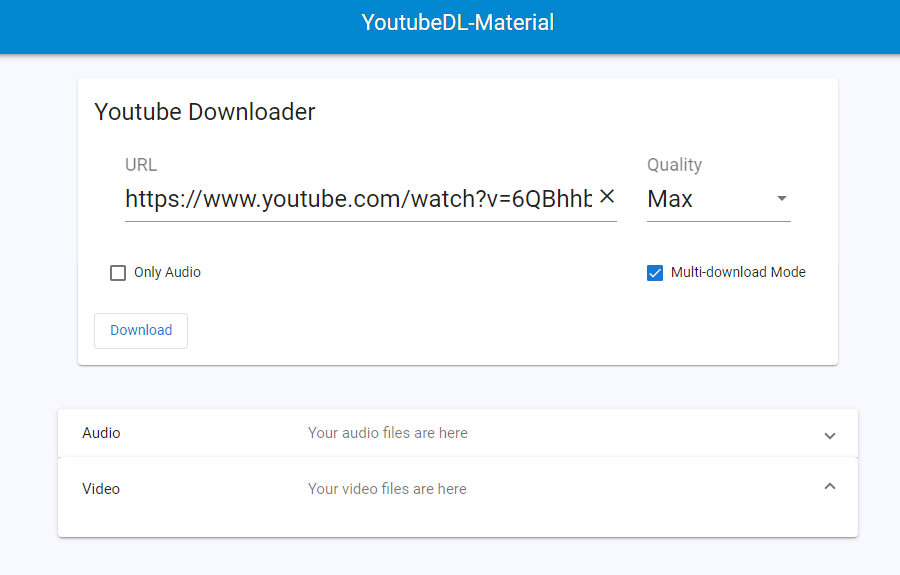 YoutubeDL-Material
Youtube Downloader
URL
Quality
https://www.youtube.com/watch?v=6QBhhb
Max
Only Audio
Multi-download Mode
Download
Audio
Your audio files are here
Video
Your video files are here